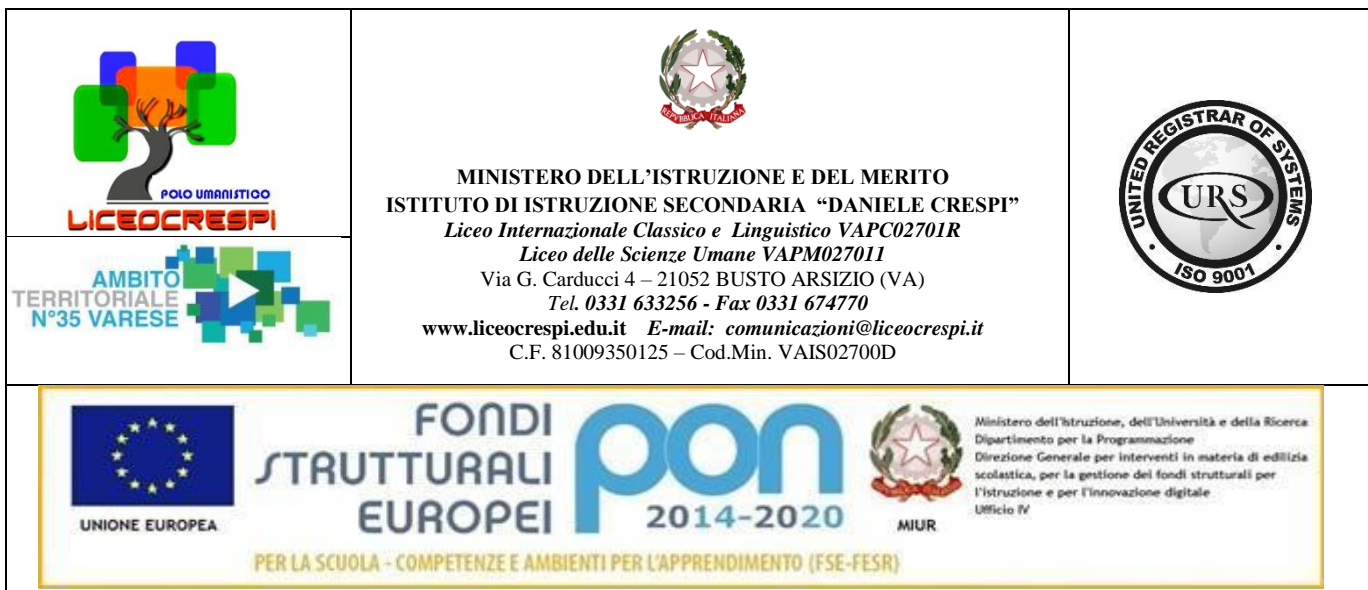 POLO UMANISTICO
LICEOCRESPI
AMBITO
TERRITORIALE
N°35 VARESE
REPVBBLICA ITALIANA
MINISTERO DELL’ISTRUZIONE E DEL MERITO
ISTITUTO DI ISTRUZIONE SECONDARIA “DANIELE CRESPI”
Liceo Internazionale Classico e Linguistico VAPC02701R
Liceo delle Scienze Umane VAPM027011
Via G. Carducci 4 – 21052 BUSTO ARSIZIO (VA)
Tel. 0331 633256 - Fax 0331 674770
www.liceocrespi.edu.it E-mail: comunicazioni@liceocrespi.it
C.F. 81009350125 – Cod.Min. VAIS02700D
UNITED REGISTRAR OF SYSTEMS
URS
ISO 9001
UNIONE EUROPEA
FONDI
STRUTTURALI
EUROPEI
pon
2014-2020
MIUR
Ministero dell'Istruzione, dell'Università e della Ricerca
Dipartimento per la Programmazione
Direzione Generale per interventi in materia di edilizia
scolastica, per la gestione dei fondi strutturali per
l'istruzione e per l'innovazione digitale
Ufficio IV
PER LA SCUOLA - COMPETENZE E AMBIENTI PER L'APPRENDIMENTO (FSE-FESR)